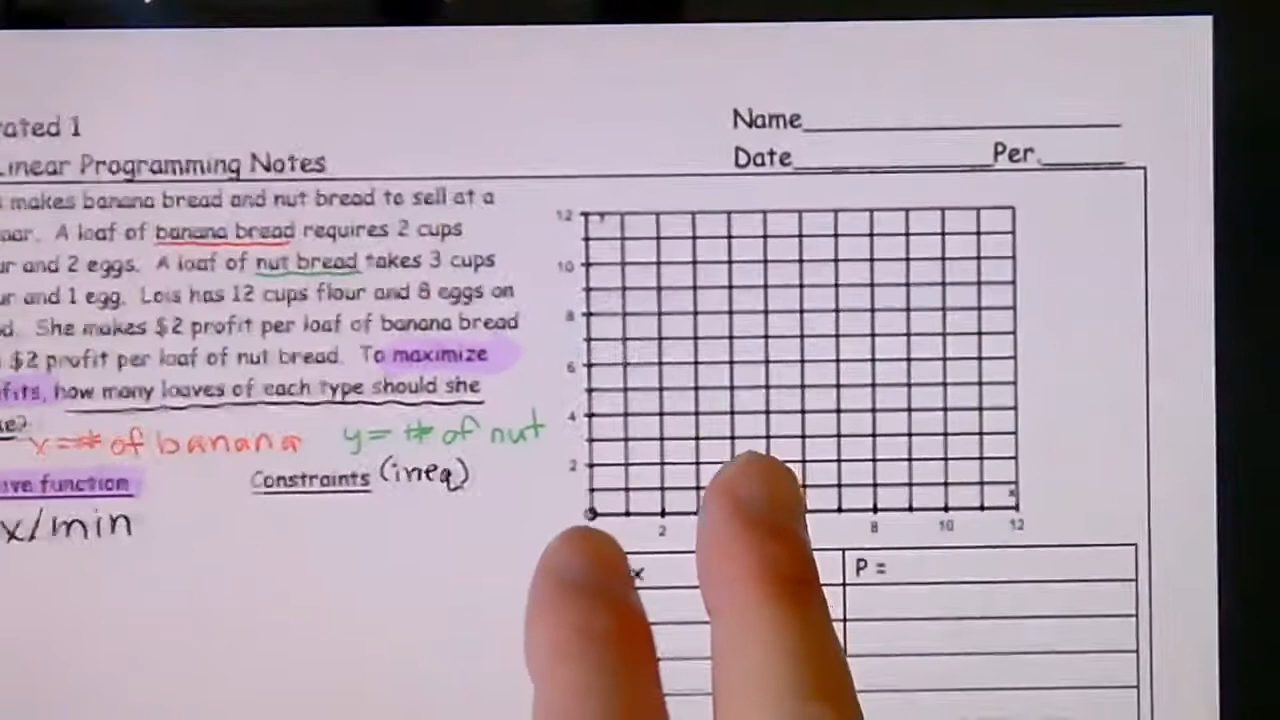 ated 1
Linear Programming Notes
Name
Date Per.
makes banana bread and nut bread to sell at a
A loaf of banana bread requires 2 cups
and 2 eggs. A loaf of nut bread takes 3 cups
and 1 egg. Lois has 12 cups flour and 8 eggs on
She makes $2 profit per loaf of banana bread
$2 profit per loaf of nut bread. To maximize
fits, how many loaves of each type should she
x = # of banana y = # of nut
ive function Constraints (ineq)
x/min
12
10
8
6
4
2
2 8 10 12
x
x P =